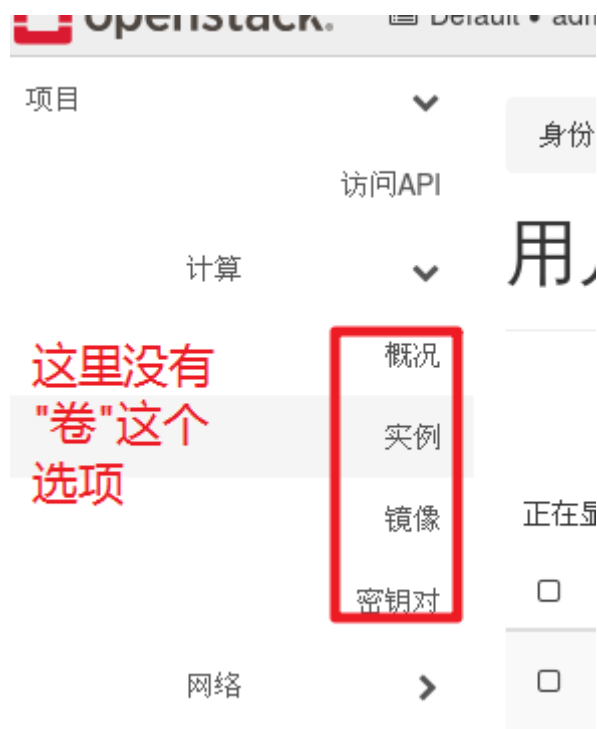 openstack.
Default • adm
项目
身份
访问API
用户
计算
概况
这里没有
"卷"这个
选项
实例
镜像
正在显
密钥对
网络